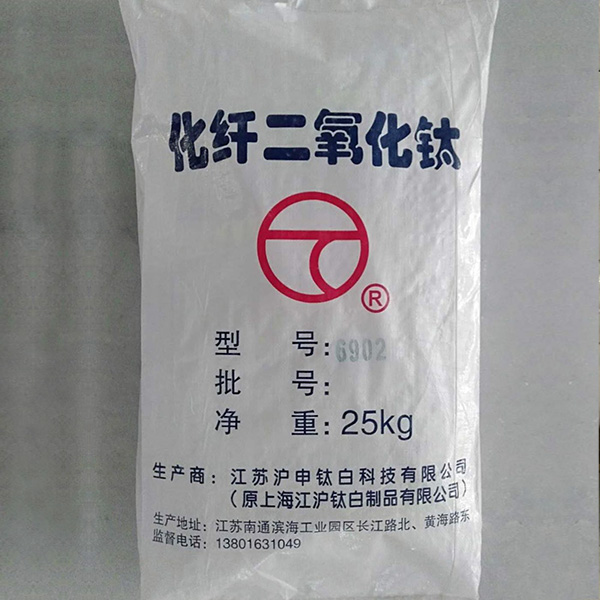 化纤二氧化钛
®
型 号：6902
批 号：
净 重：25kg
生产商：江苏沪申钛白科技有限公司
（原上海江沪钛白制品有限公司）
生产地址：江苏南通滨海工业园区长江路北、黄海路东
监督电话：13801631049